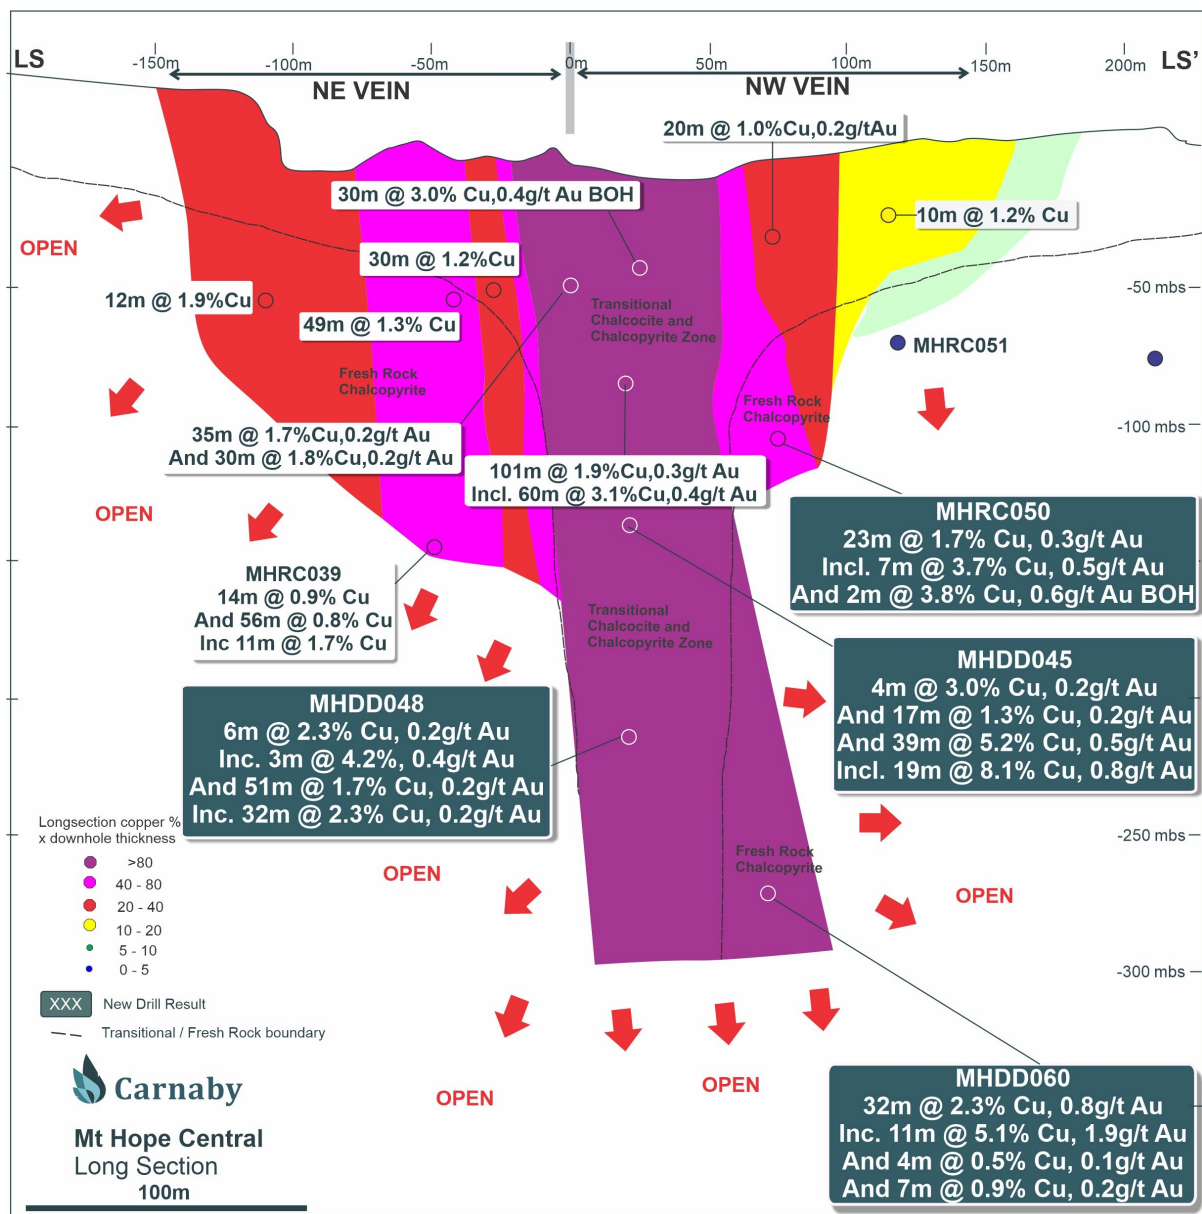 LS
-150m
-100m
-50m
0m
50m
100m
150m
200m
LS'
NE VEIN
NW VEIN
20m @ 1.0%Cu,0.2g/tAu
30m @ 3.0% Cu,0.4g/t Au BOH
10m @ 1.2% Cu
OPEN
30m @ 1.2%Cu
12m @ 1.9%Cu
-50 mbs
49m @ 1.3% Cu
Transitional
Chalcocite and
Chalcopyrite Zone
MHRC051
Fresh Rock
Chalcopyrite
Fresh Rock
Chalcopyrite
-100 mbs
35m @ 1.7%Cu,0.2g/t Au
And 30m @ 1.8%Cu,0.2g/t Au
101m @ 1.9%Cu,0.3g/t Au
Incl. 60m @ 3.1%Cu,0.4g/t Au
OPEN
MHRC050
23m @ 1.7% Cu, 0.3g/t Au
Incl. 7m @ 3.7% Cu, 0.5g/t Au
And 2m @ 3.8% Cu, 0.6g/t Au BOH
MHRC039
14m @ 0.9% Cu
And 56m @ 0.8% Cu
Inc 11m @ 1.7% Cu
Transitional
Chalcocite and
Chalcopyrite Zone
MHDD045
4m @ 3.0% Cu, 0.2g/t Au
And 17m @ 1.3% Cu, 0.2g/t Au
And 39m @ 5.2% Cu, 0.5g/t Au
Incl. 19m @ 8.1% Cu, 0.8g/t Au
MHDD048
6m @ 2.3% Cu, 0.2g/t Au
Inc. 3m @ 4.2%, 0.4g/t Au
And 51m @ 1.7% Cu, 0.2g/t Au
Inc. 32m @ 2.3% Cu, 0.2g/t Au
-250 mbs
Longsection copper %
x downhole thickness
>80
40 - 80
20 - 40
10 - 20
5 - 10
0 - 5
Fresh Rock
Chalcopyrite
OPEN
OPEN
-300 mbs
XXX New Drill Result
Transitional / Fresh Rock boundary
Carnaby
OPEN
OPEN
Mt Hope Central
Long Section
100m
MHDD060
32m @ 2.3% Cu, 0.8g/t Au
Inc. 11m @ 5.1% Cu, 1.9g/t Au
And 4m @ 0.5% Cu, 0.1g/t Au
And 7m @ 0.9% Cu, 0.2g/t Au